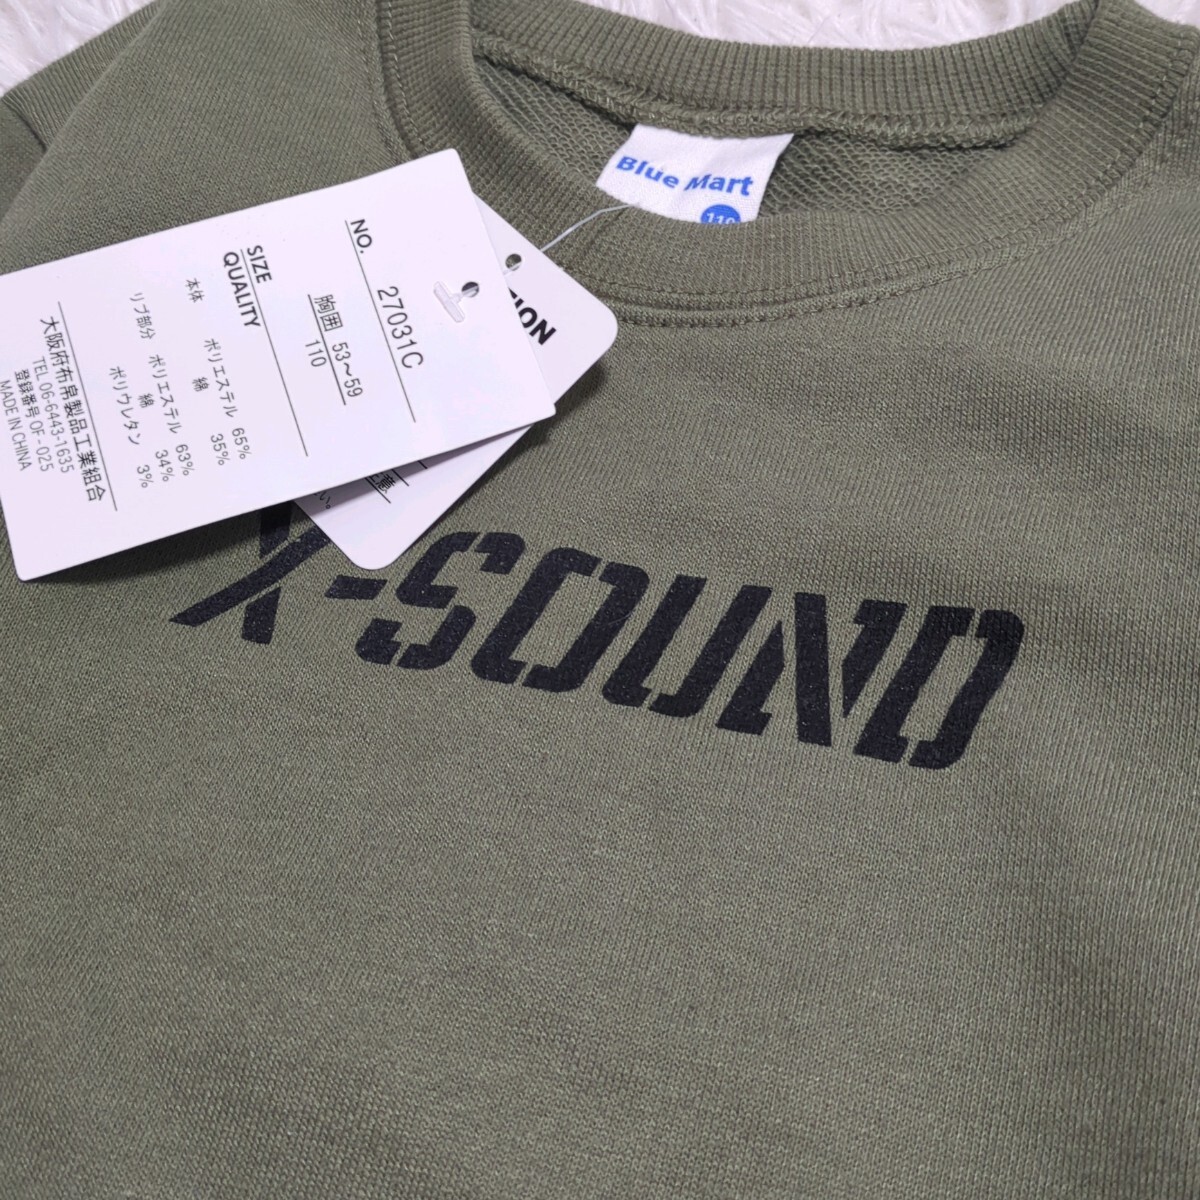 Blue Mart
110
NO. 27031C
胸囲 53〜59
110
SIZE
QUALITY
本体 ポリエステル 65%
綿 35%
リブ部分 ポリエステル 63%
綿 34%
ポリウレタン 3%
大阪府布帛製品工業組合
TEL 06-6443-1635
登録番号 OF-025
MADE IN CHINA
X-SOUND